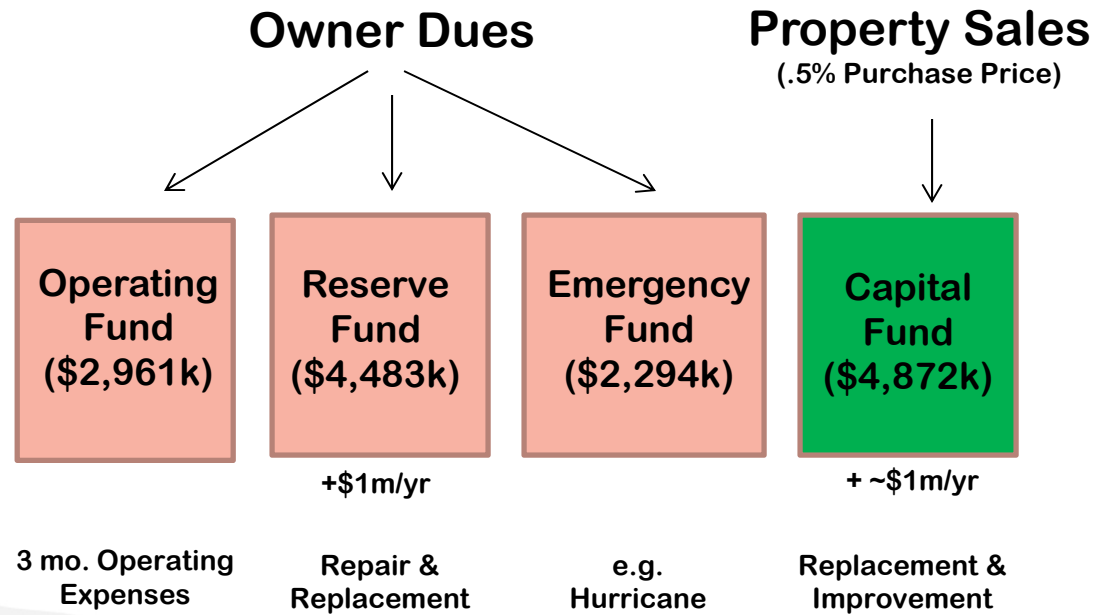 Owner Dues
Property Sales
(.5% Purchase Price)
Operating
Fund
($2,961k)
Reserve
Fund
($4,483k)
Emergency
Fund
($2,294k)
Capital
Fund
($4,872k)
+$1m/yr
+ ~$1m/yr
3 mo. Operating
Expenses
Repair &
Replacement
e.g.
Hurricane
Replacement &
Improvement